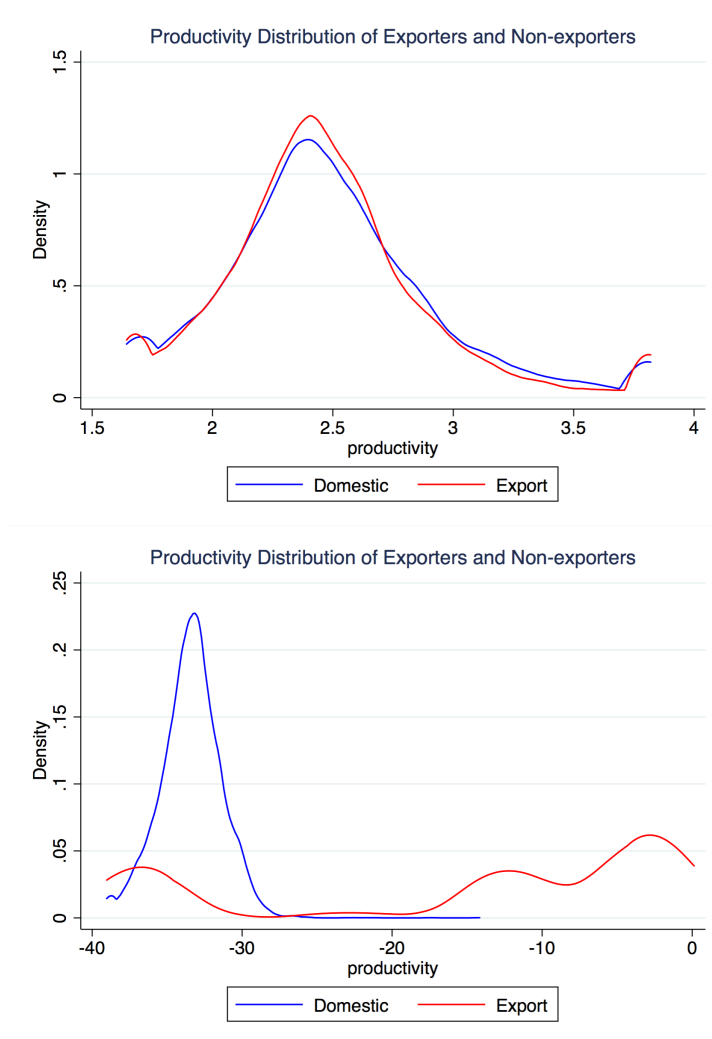 Productivity Distribution of Exporters and Non-exporters
1.5
1
.5
0
Density
1.5 2 2.5 3 3.5 4
productivity
Domestic Export
Productivity Distribution of Exporters and Non-exporters
.25
.2
.15
.1
.05
0
Density
-40 -30 -20 -10 0
productivity
Domestic Export